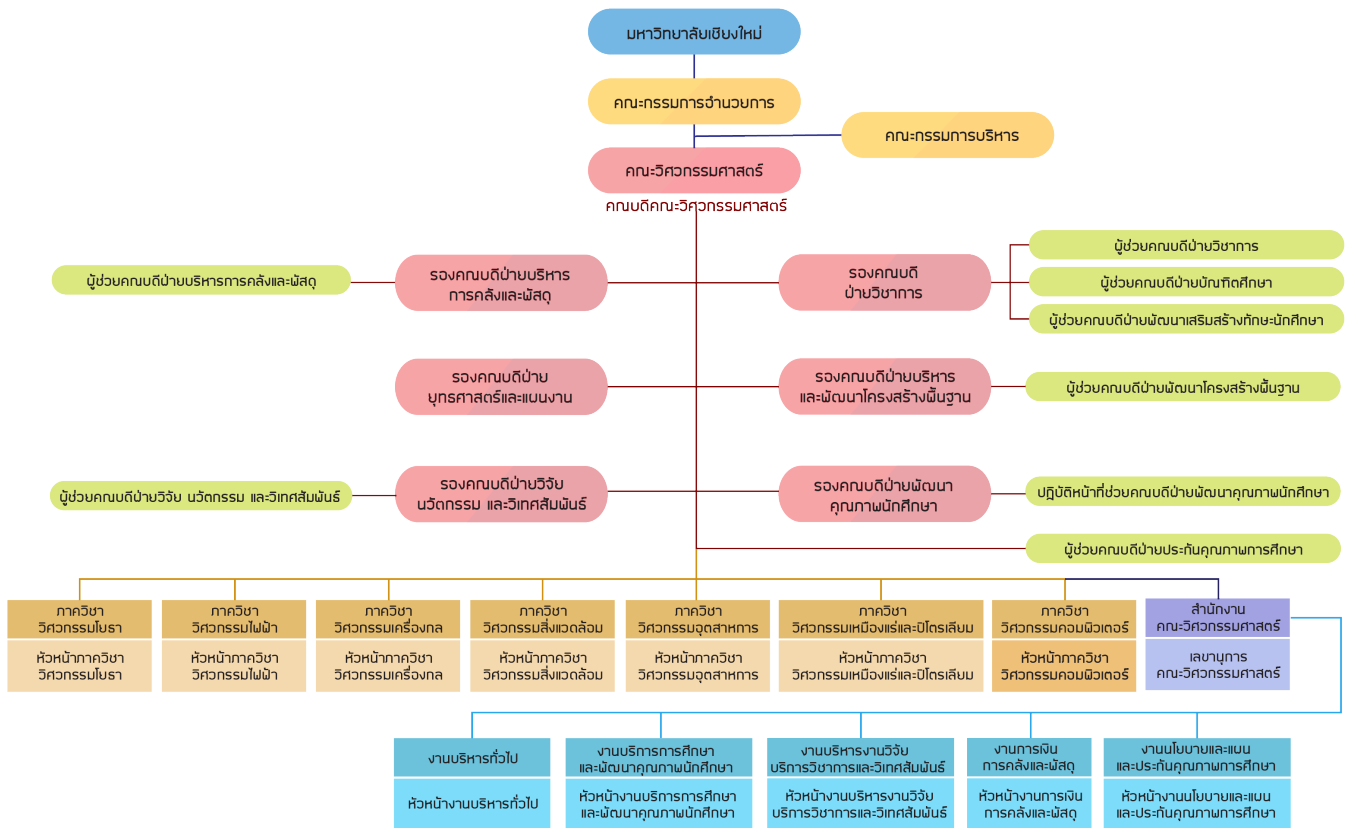 มหาวิทยาลัยเชียงใหม่
คณะกรรมการอำนวยการ
คณะกรรมการบริหาร
คณะวิศวกรรมศาสตร์
คณบดีคณะวิศวกรรมศาสตร์
ผู้ช่วยคณบดีฝ่ายบริหารการคลังและพัสดุ
รองคณบดีฝ่ายบริหาร
การคลังและพัสดุ
รองคณบดี
ฝ่ายวิชาการ
ผู้ช่วยคณบดีฝ่ายวิชาการ
ผู้ช่วยคณบดีฝ่ายบัณฑิตศึกษา
ผู้ช่วยคณบดีฝ่ายพัฒนาเสริมสร้างทักษะนักศึกษา
รองคณบดีฝ่าย
ยุทธศาสตร์และแผนงาน
รองคณบดีฝ่ายบริหาร
และพัฒนาโครงสร้างพื้นฐาน
ผู้ช่วยคณบดีฝ่ายพัฒนาโครงสร้างพื้นฐาน
ผู้ช่วยคณบดีฝ่ายวิจัย นวัตกรรม และวิเทศสัมพันธ์
รองคณบดีฝ่ายวิจัย
นวัตกรรม และวิเทศสัมพันธ์
รองคณบดีฝ่ายพัฒนา
คุณภาพนักศึกษา
ปฏิบัติหน้าที่ช่วยคณบดีฝ่ายพัฒนาคุณภาพนักศึกษา
ผู้ช่วยคณบดีฝ่ายประกันคุณภาพการศึกษา
ภาควิชา
วิศวกรรมโยธา
หัวหน้าภาควิชา
วิศวกรรมโยธา
ภาควิชา
วิศวกรรมไฟฟ้า
หัวหน้าภาควิชา
วิศวกรรมไฟฟ้า
ภาควิชา
วิศวกรรมเครื่องกล
หัวหน้าภาควิชา
วิศวกรรมเครื่องกล
ภาควิชา
วิศวกรรมสิ่งแวดล้อม
หัวหน้าภาควิชา
วิศวกรรมสิ่งแวดล้อม
ภาควิชา
วิศวกรรมอุตสาหการ
หัวหน้าภาควิชา
วิศวกรรมอุตสาหการ
ภาควิชา
วิศวกรรมเหมืองแร่และปิโตรเลียม
หัวหน้าภาควิชา
วิศวกรรมเหมืองแร่และปิโตรเลียม
ภาควิชา
วิศวกรรมคอมพิวเตอร์
หัวหน้าภาควิชา
วิศวกรรมคอมพิวเตอร์
สำนักงาน
คณะวิศวกรรมศาสตร์
เลขานุการ
คณะวิศวกรรมศาสตร์
งานบริหารทั่วไป
หัวหน้างานบริหารทั่วไป
งานบริการการศึกษา
และพัฒนาคุณภาพนักศึกษา
หัวหน้างานบริการการศึกษา
และพัฒนาคุณภาพนักศึกษา
งานบริหารงานวิจัย
บริการวิชาการและวิเทศสัมพันธ์
หัวหน้างานบริหารงานวิจัย
บริการวิชาการและวิเทศสัมพันธ์
งานการเงิน
การคลังและพัสดุ
หัวหน้างานการเงิน
การคลังและพัสดุ
งานนโยบายและแผน
และประกันคุณภาพการศึกษา
หัวหน้างานนโยบายและแผน
และประกันคุณภาพการศึกษา